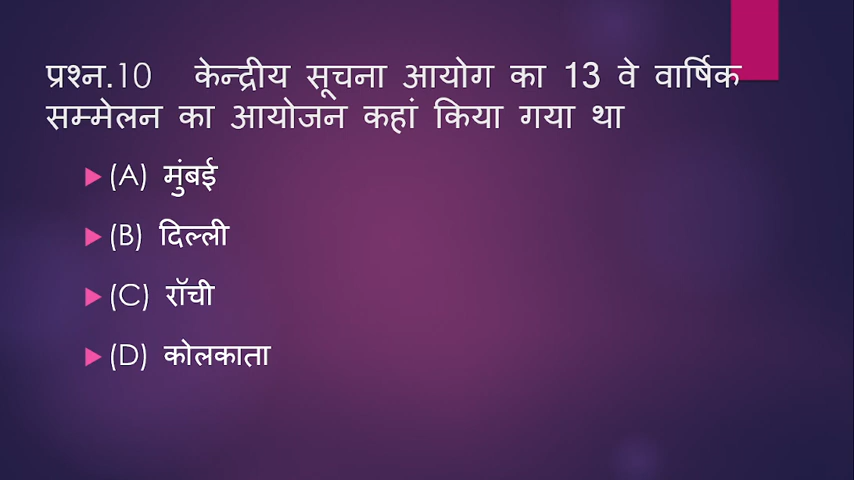 प्रश्न.10 केन्द्रीय सूचना आयोग का 13 वे वार्षिक
सम्मेलन का आयोजन कहां किया गया था
(A) मुंबई
(B) दिल्ली
(C) रॉची
(D) कोलकाता